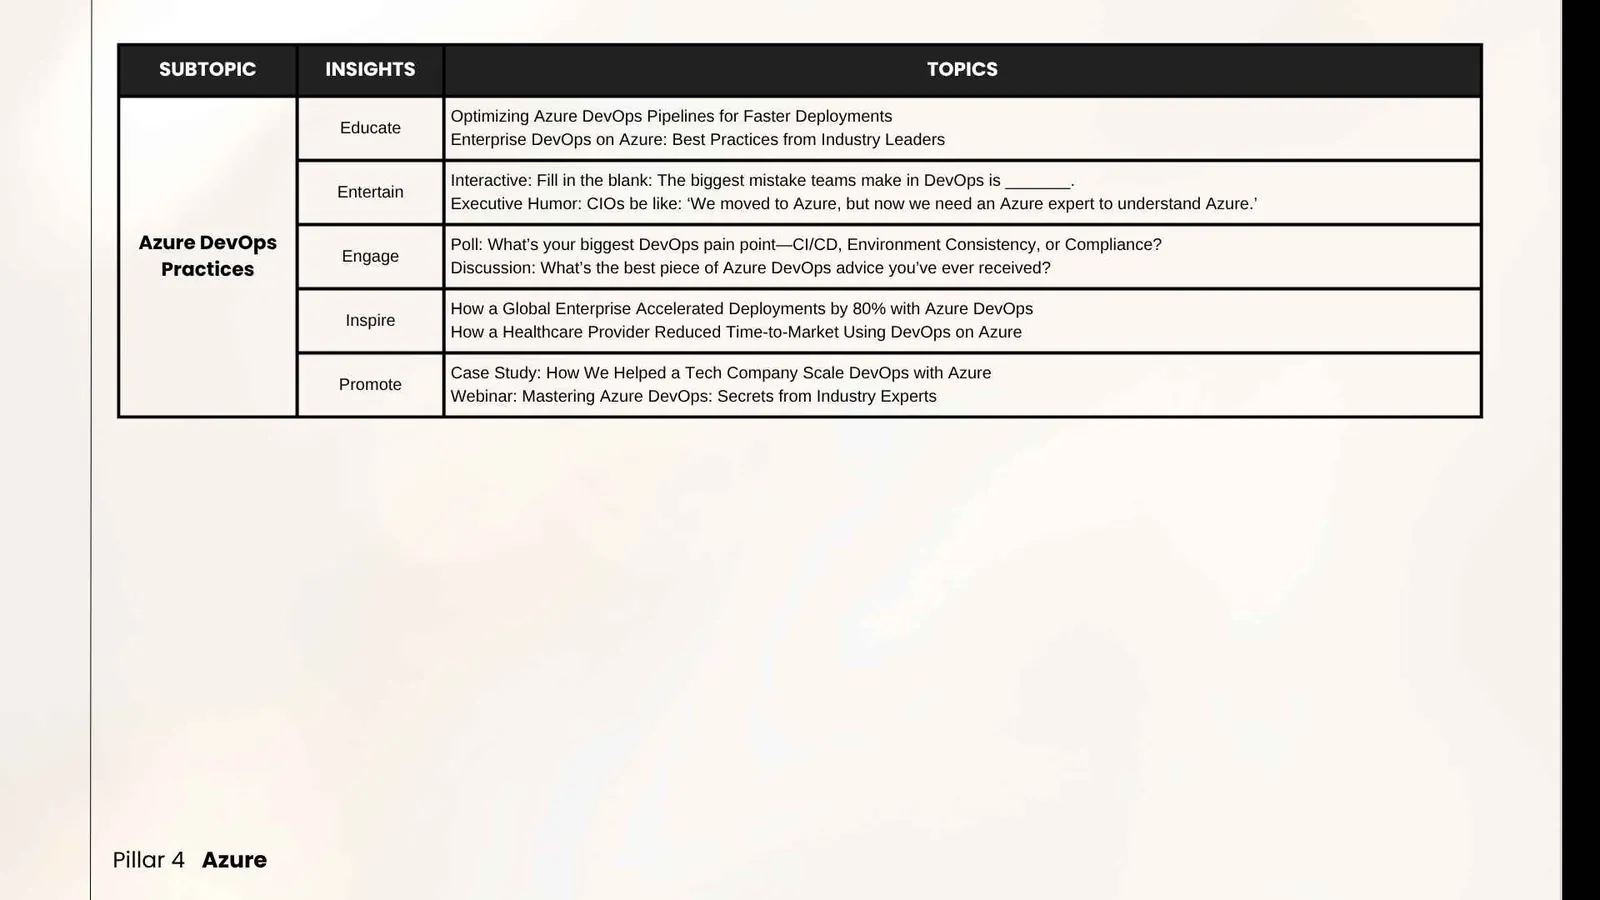 SUBTOPIC INSIGHTS TOPICS
Azure DevOps
Practices
Educate
Optimizing Azure DevOps Pipelines for Faster Deployments
Enterprise DevOps on Azure: Best Practices from Industry Leaders
Entertain
Interactive: Fill in the blank: The biggest mistake teams make in DevOps is _______.
Executive Humor: CIOs be like: ‘We moved to Azure, but now we need an Azure expert to understand Azure.’
Engage
Poll: What’s your biggest DevOps pain point—CI/CD, Environment Consistency, or Compliance?
Discussion: What’s the best piece of Azure DevOps advice you’ve ever received?
Inspire
How a Global Enterprise Accelerated Deployments by 80% with Azure DevOps
How a Healthcare Provider Reduced Time-to-Market Using DevOps on Azure
Promote
Case Study: How We Helped a Tech Company Scale DevOps with Azure
Webinar: Mastering Azure DevOps: Secrets from Industry Experts
Pillar 4 Azure